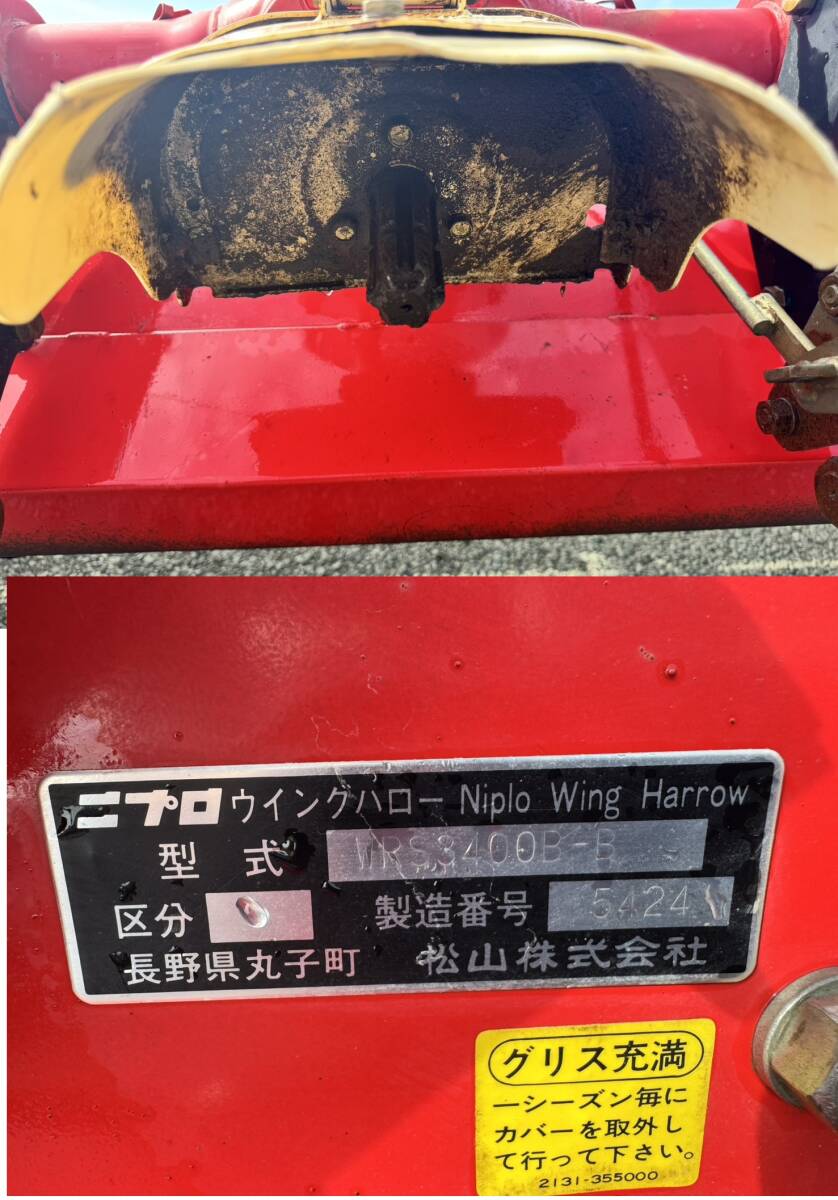 ニプロ ウイングハロー Niplo Wing Harrow
型式 WRS3400B-B
区分 製造番号 5424
長野県丸子町 松山株式会社
グリス充満
一シーズン毎に
カバーを取外し
て行って下さい。
2131-355000